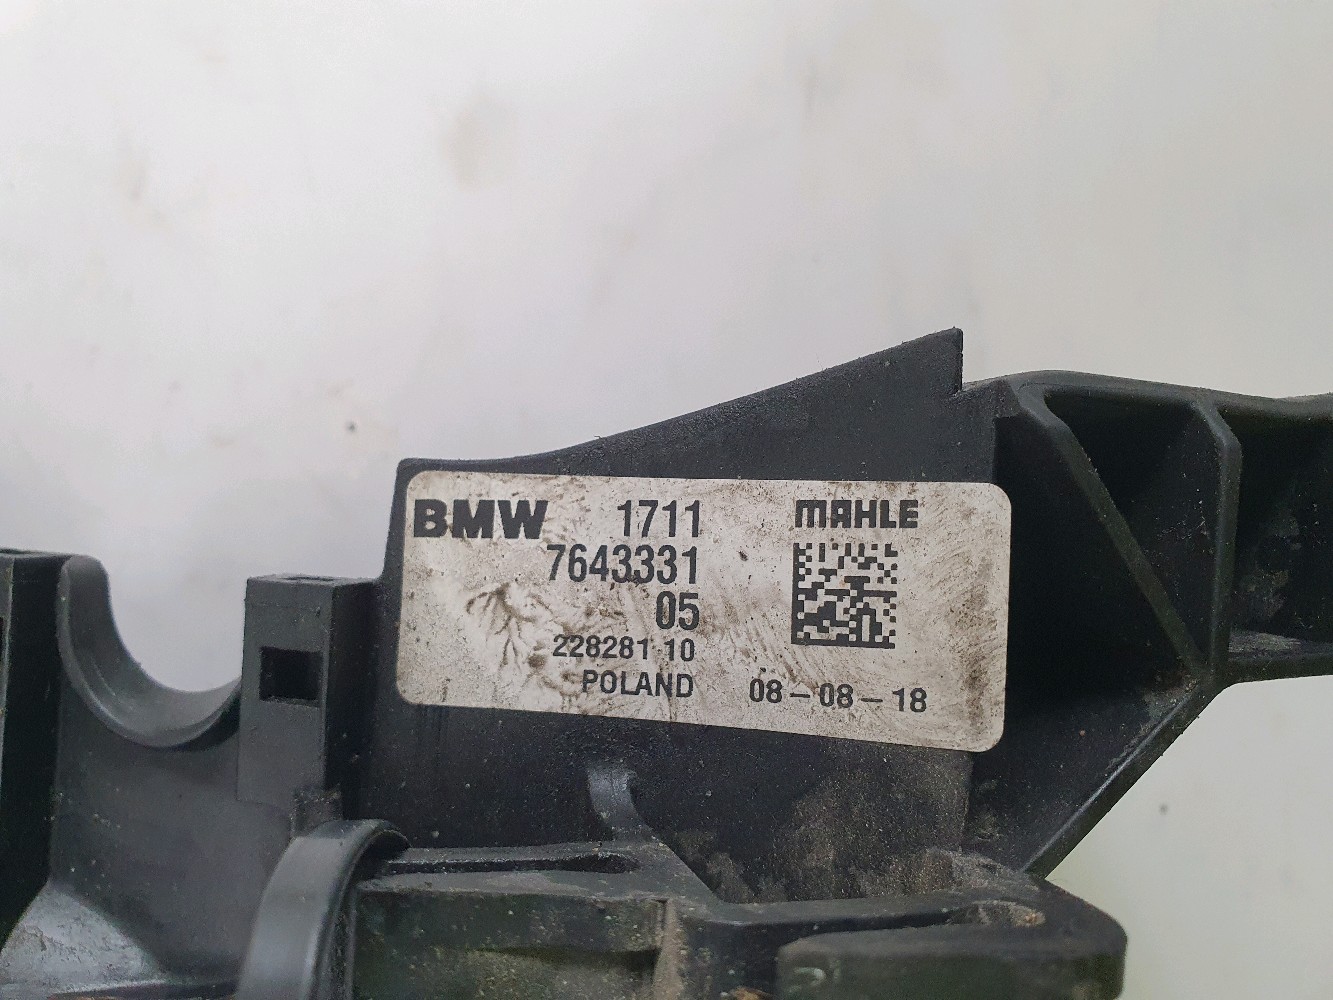 BMW 1711 MAHLE
7643331
05
228281 10
POLAND 08-08-18